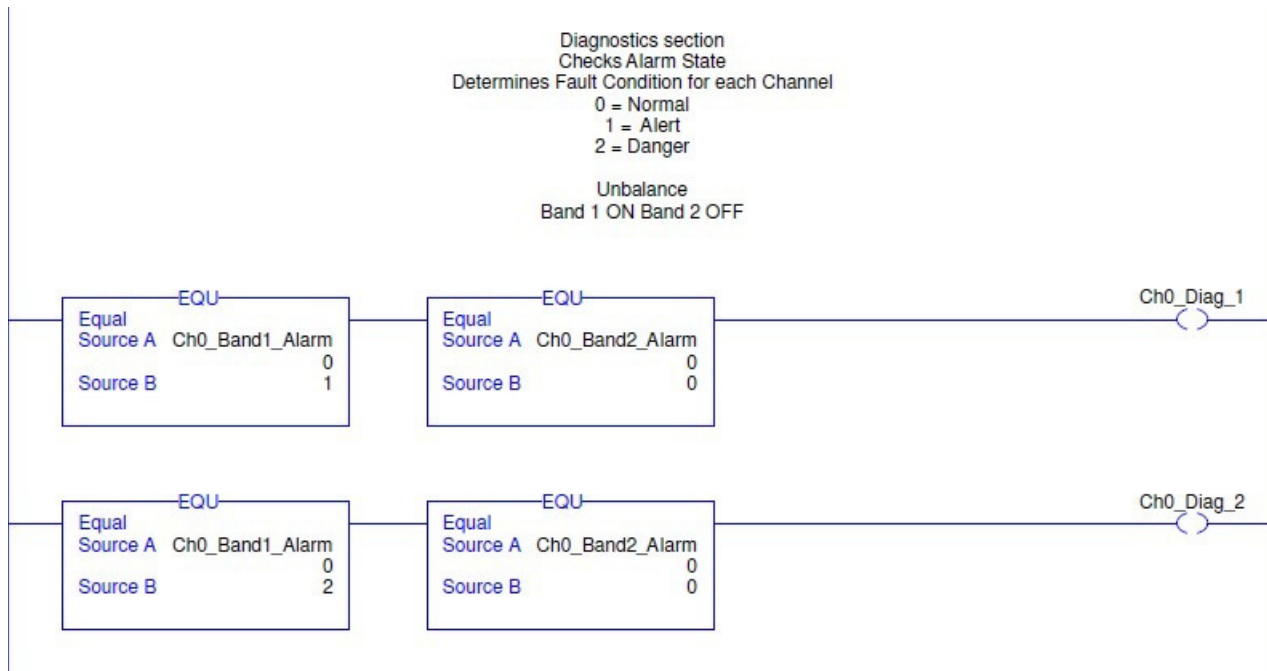 Diagnostics section
Checks Alarm State
Determines Fault Condition for each Channel
0 = Normal
1 = Alert
2 = Danger
Unbalance
Band 1 ON Band 2 OFF
EQU
Equal
Source A Ch0_Band1_Alarm
0
Source B 1
EQU
Equal
Source A Ch0_Band2_Alarm
0
Source B 0
Ch0_Diag_1
EQU
Equal
Source A Ch0_Band1_Alarm
0
Source B 2
EQU
Equal
Source A Ch0_Band2_Alarm
0
Source B 0
Ch0_Diag_2